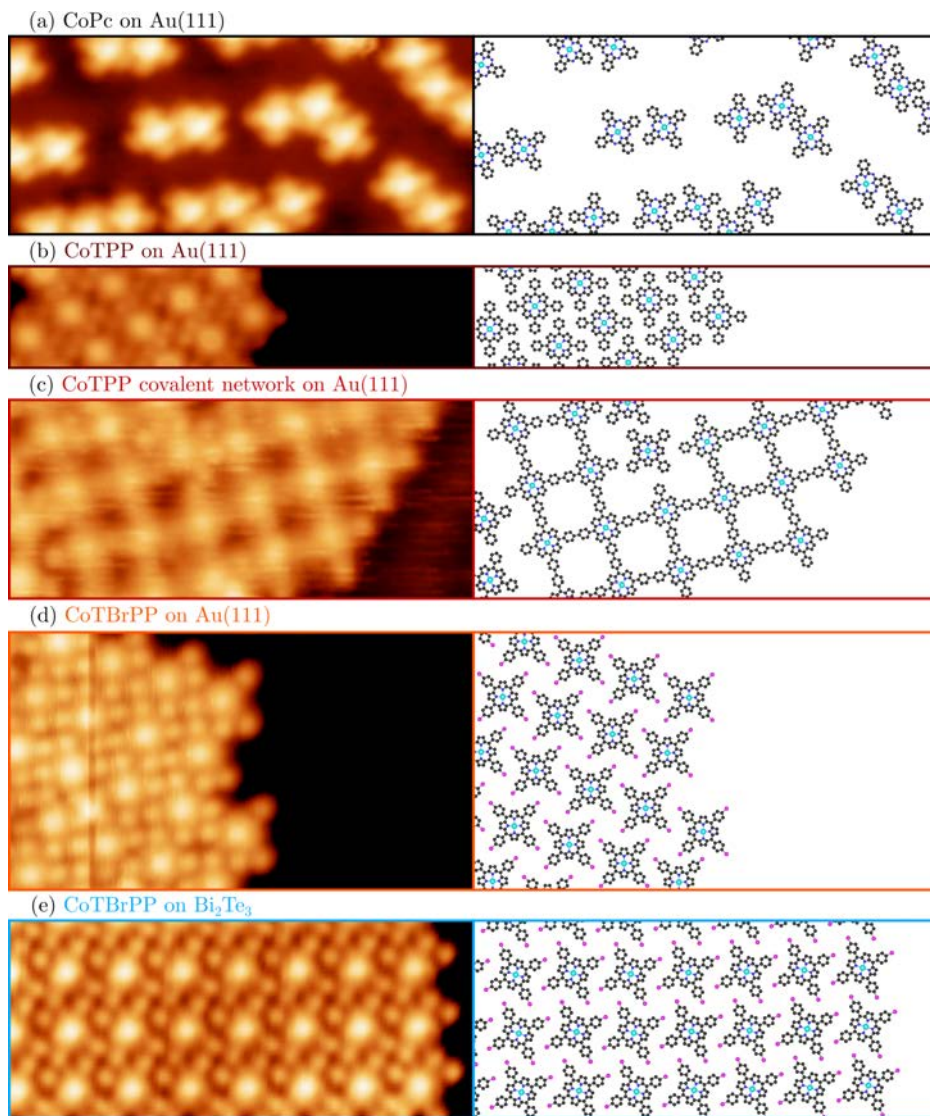 (a) CoPc on Au(111)
(b) CoTPP on Au(111)
(c) CoTPP covalent network on Au(111)
(d) CoTBrPP on Au(111)
(e) CoTBrPP on Bi₂Te₃